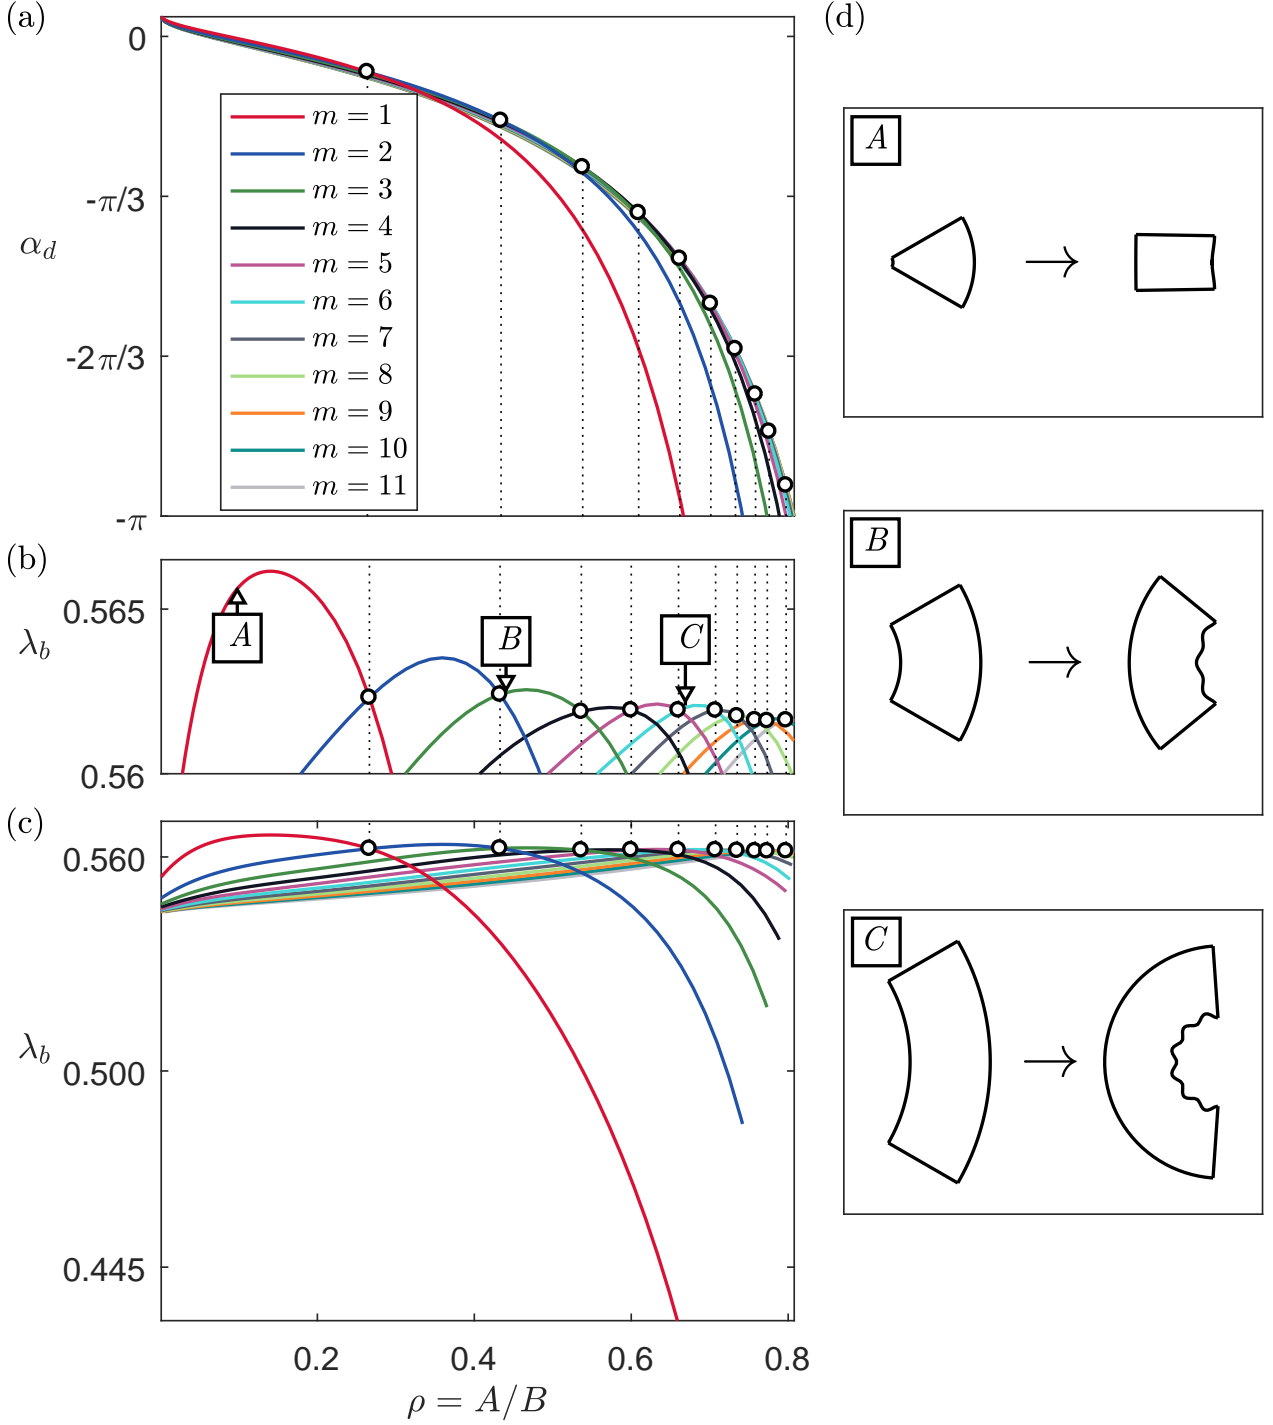 (a)
0
-π/3
α_d
-2π/3
-π
m = 1
m = 2
m = 3
m = 4
m = 5
m = 6
m = 7
m = 8
m = 9
m = 10
m = 11
(b)
0.565
λ_b
0.56
A
B
C
(c)
0.560
λ_b
0.500
0.445
0.2
0.4
0.6
0.8
ρ = A/B
(d)
A
B
C